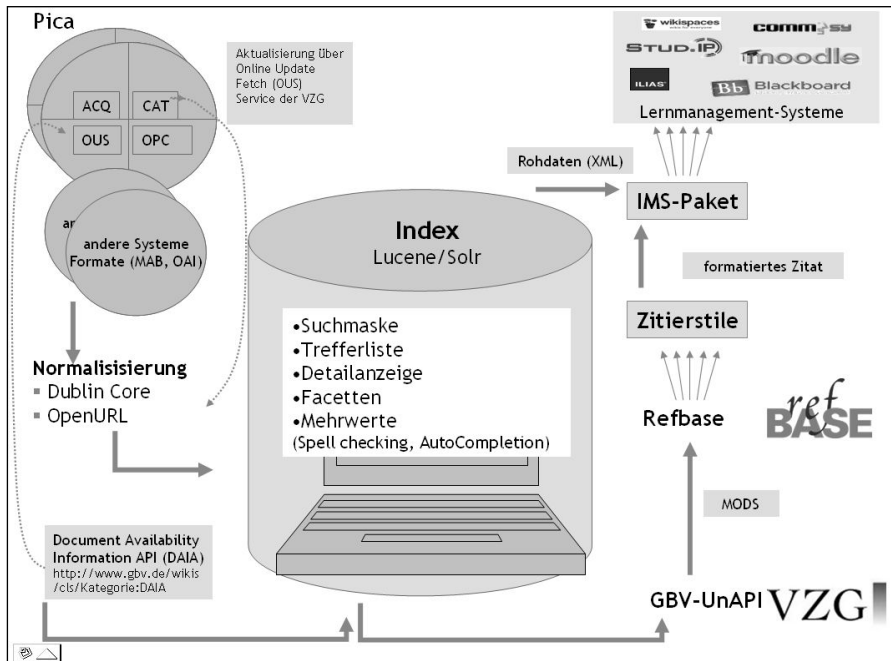 Pica
ACQ
CAT
OUS
OPC
Aktualisierung über
Online Update
Fetch (OUS)
Service der VZG
andere Systeme
Formate (MAB, OAI)
Normalisisierung
▪ Dublin Core
▪ OpenURL
Document Availability
Information API (DAIA)
http://www.gbv.de/wikis
/cls/Kategorie:DAIA
Index
Lucene/Solr
•Suchmaske
•Trefferliste
•Detailanzeige
•Facetten
•Mehrwerte
(Spell checking, AutoCompletion)
wikispaces
commsy
STUD.IP
moodle
ILIAS
Bb Blackboard
Lernmanagement-Systeme
Rohdaten (XML)
IMS-Paket
formatiertes Zitat
Zitierstile
Refbase
ref
BASE
MODS
GBV-UnAPI
VZG